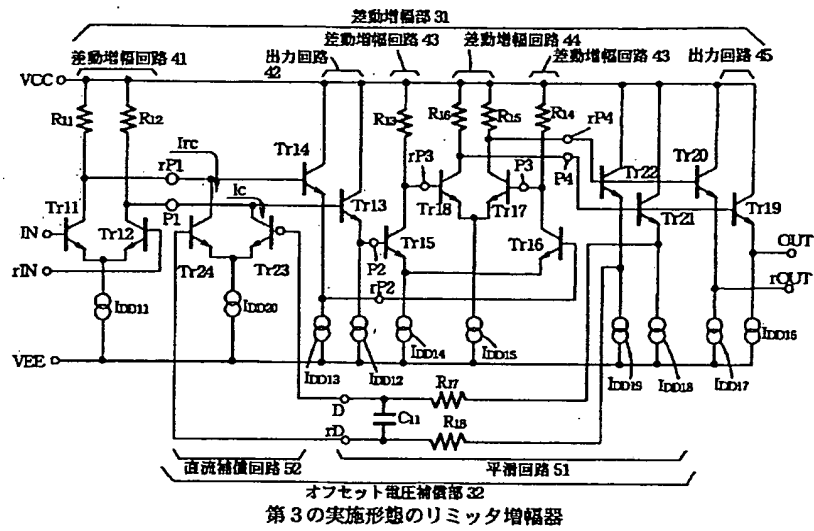 差動増幅部 31
差動増幅回路 41
出力回路 42
差動増幅回路 43
差動増幅回路 44
差動増幅回路 43
出力回路 45
VCC
R11
R12
R13
R16
R15
R14
Irc
Tr14
rP4
rP1
rP3
P3
P4
Tr22
Tr20
Ic
Tr11
P1
Tr18
Tr17
IN
Tr12
Tr13
Tr15
Tr16
Tr21
Tr19
rIN
Tr24
Tr23
P2
OUT
rP2
rOUT
IDD11
IDD20
IDD16
VEE
IDD13
IDD12
IDD14
IDD15
IDD19
IDD18
IDD17
R17
D
C11
rD
R18
直流補償回路 52
平滑回路 51
オフセット電圧補償部 32
第3の実施形態のリミッタ増幅器